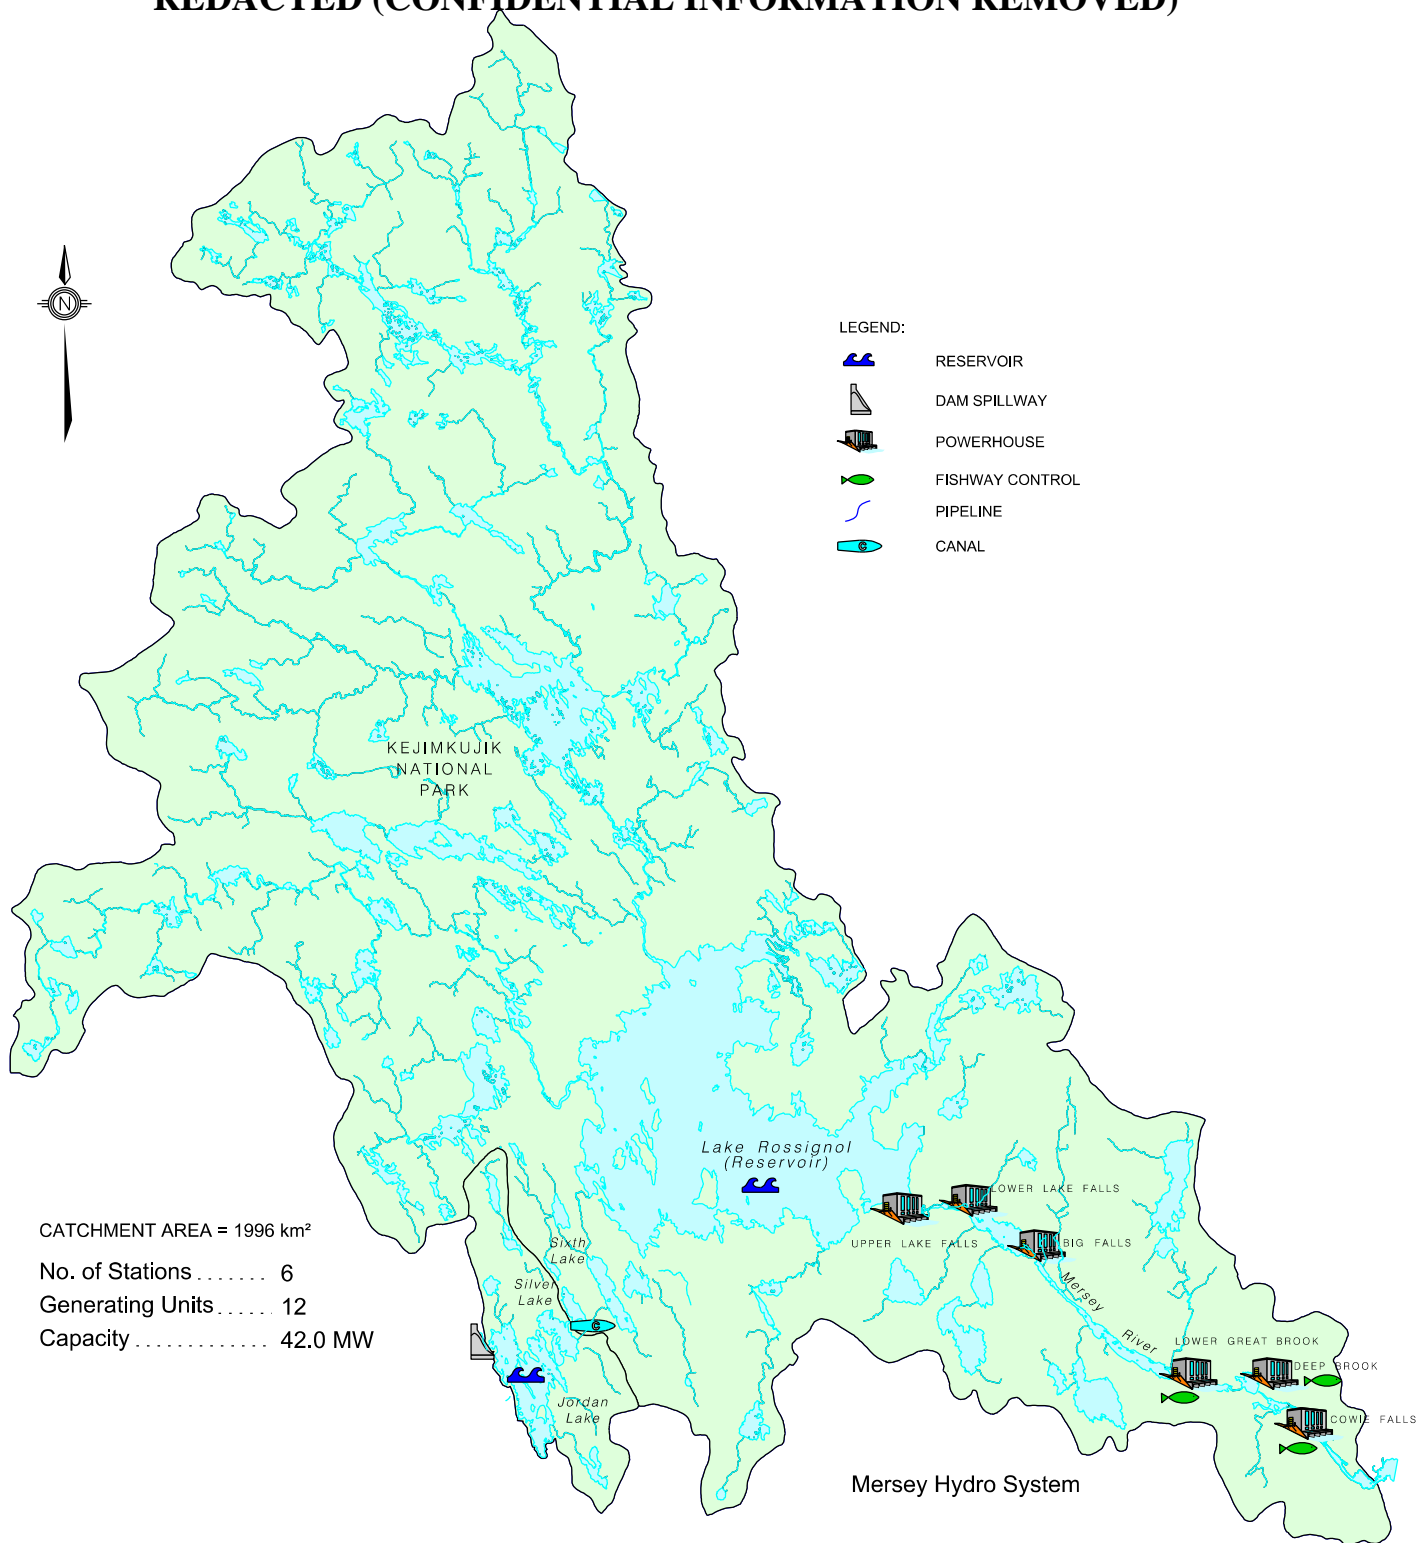 REDACTED (CONFIDENTIAL INFORMATION REMOVED)
N
LEGEND:
RESERVOIR
DAM SPILLWAY
POWERHOUSE
FISHWAY CONTROL
PIPELINE
C
CANAL
KEJIMKUJIK
NATIONAL
PARK
Lake Rossignol
(Reservoir)
LOWER LAKE FALLS
UPPER LAKE FALLS
BIG FALLS
Mersey
River
LOWER GREAT BROOK
DEEP BROOK
COWIE FALLS
Sixth
Lake
Silver
Lake
C
Jordan
Lake
CATCHMENT AREA = 1996 km²
No. of Stations ....... 6
Generating Units ..... 12
Capacity ............. 42.0 MW
Mersey Hydro System